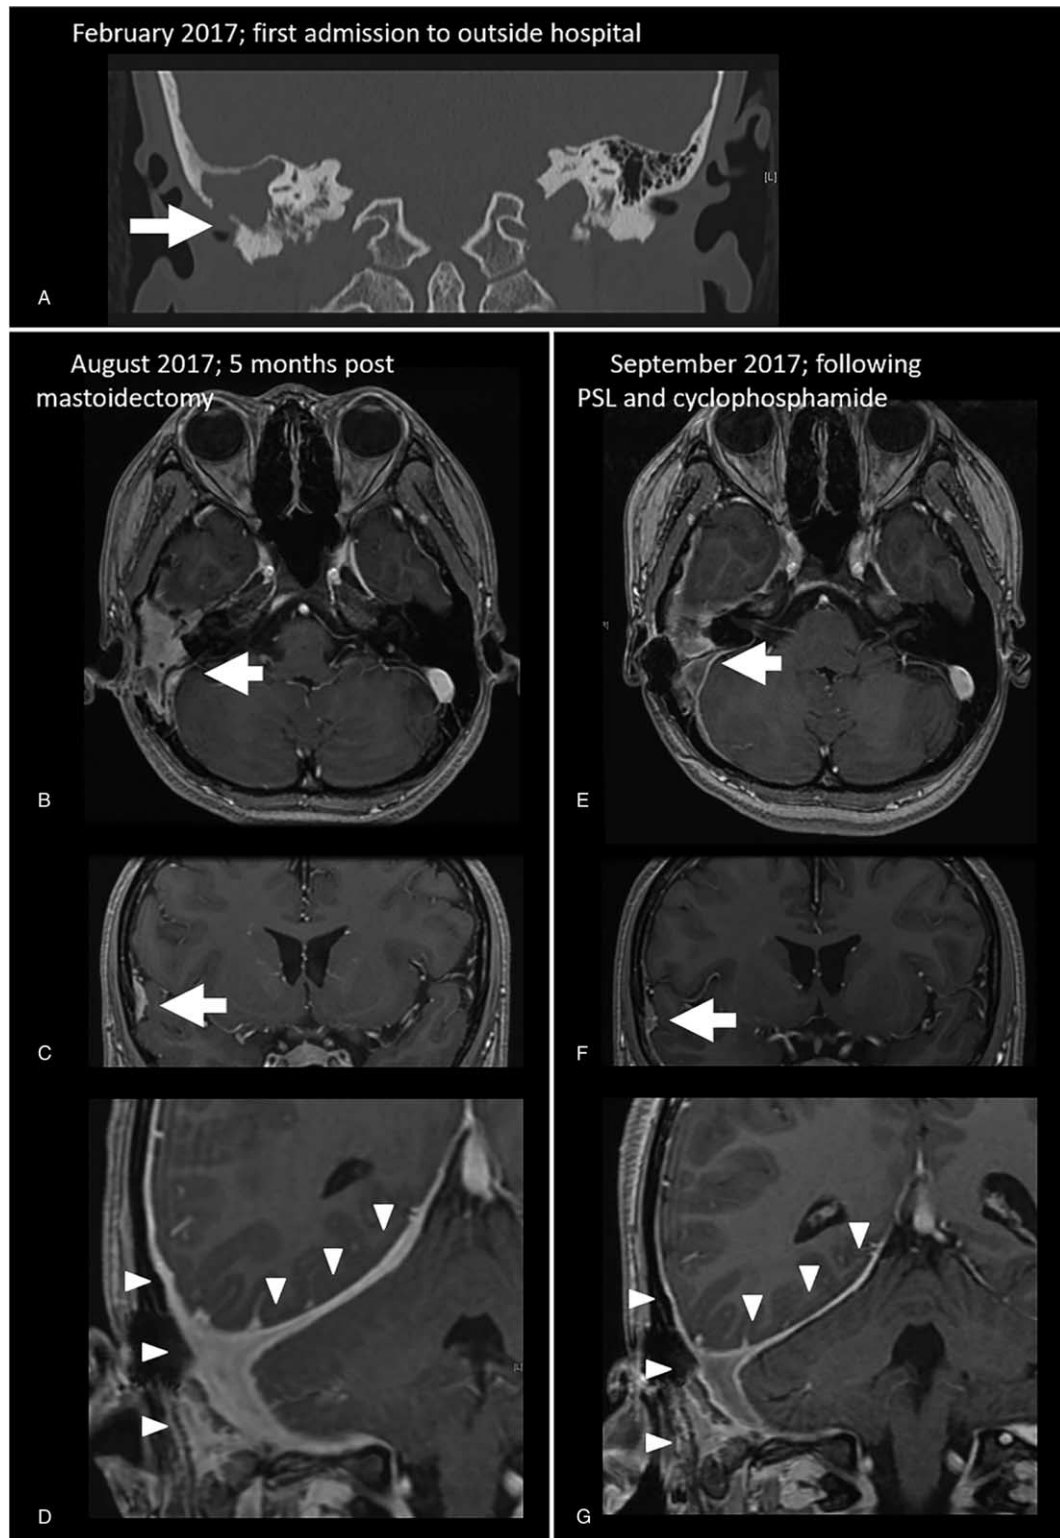 February 2017; first admission to outside hospital
[L]
A
August 2017; 5 months post
mastoidectomy
September 2017; following
PSL and cyclophosphamide
B
E
C
F
[L]
D
G